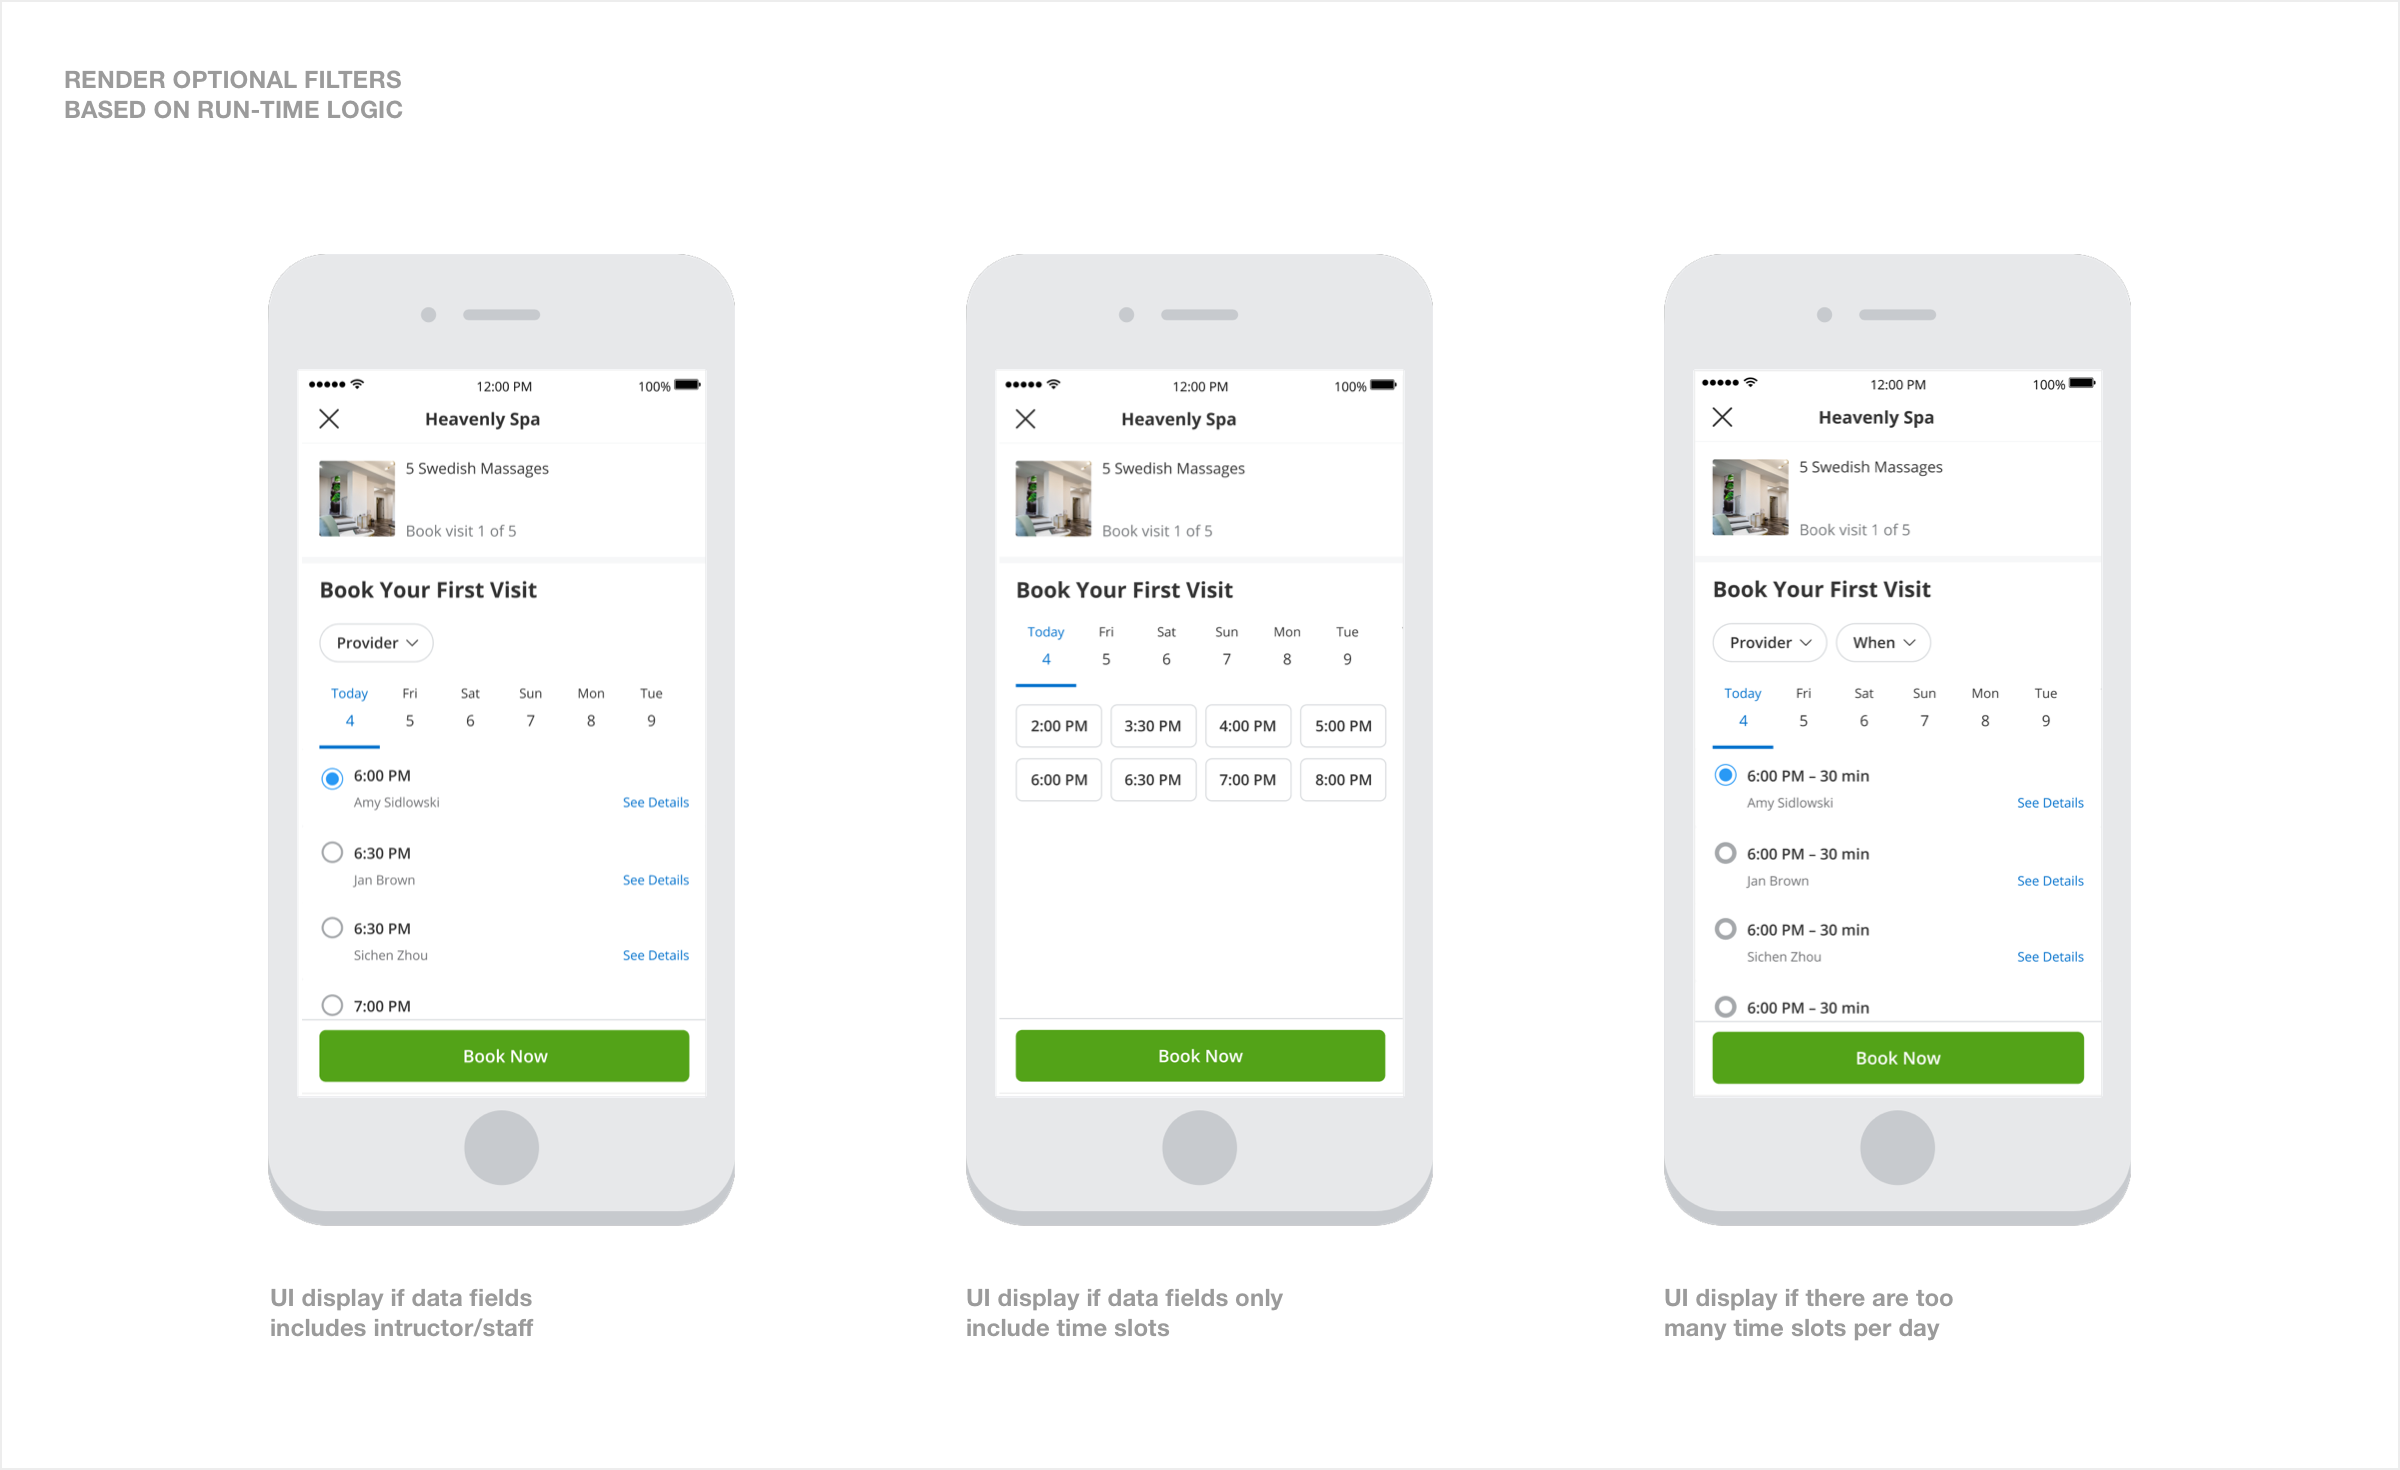 RENDER OPTIONAL FILTERS
BASED ON RUN-TIME LOGIC
12:00 PM 100%
Heavenly Spa
5 Swedish Massages
Book visit 1 of 5
Book Your First Visit
Provider
Today Fri Sat Sun Mon Tue
4 5 6 7 8 9
6:00 PM
Amy Sidlowski See Details
6:30 PM
Jan Brown See Details
6:30 PM
Sichen Zhou See Details
7:00 PM
Book Now
UI display if data fields
includes intructor/staff
12:00 PM 100%
Heavenly Spa
5 Swedish Massages
Book visit 1 of 5
Book Your First Visit
Today Fri Sat Sun Mon Tue
4 5 6 7 8 9
2:00 PM 3:30 PM 4:00 PM 5:00 PM
6:00 PM 6:30 PM 7:00 PM 8:00 PM
Book Now
UI display if data fields only
include time slots
12:00 PM 100%
Heavenly Spa
5 Swedish Massages
Book visit 1 of 5
Book Your First Visit
Provider When
Today Fri Sat Sun Mon Tue
4 5 6 7 8 9
6:00 PM – 30 min
Amy Sidlowski See Details
6:00 PM – 30 min
Jan Brown See Details
6:00 PM – 30 min
Sichen Zhou See Details
6:00 PM – 30 min
Book Now
UI display if there are too
many time slots per day